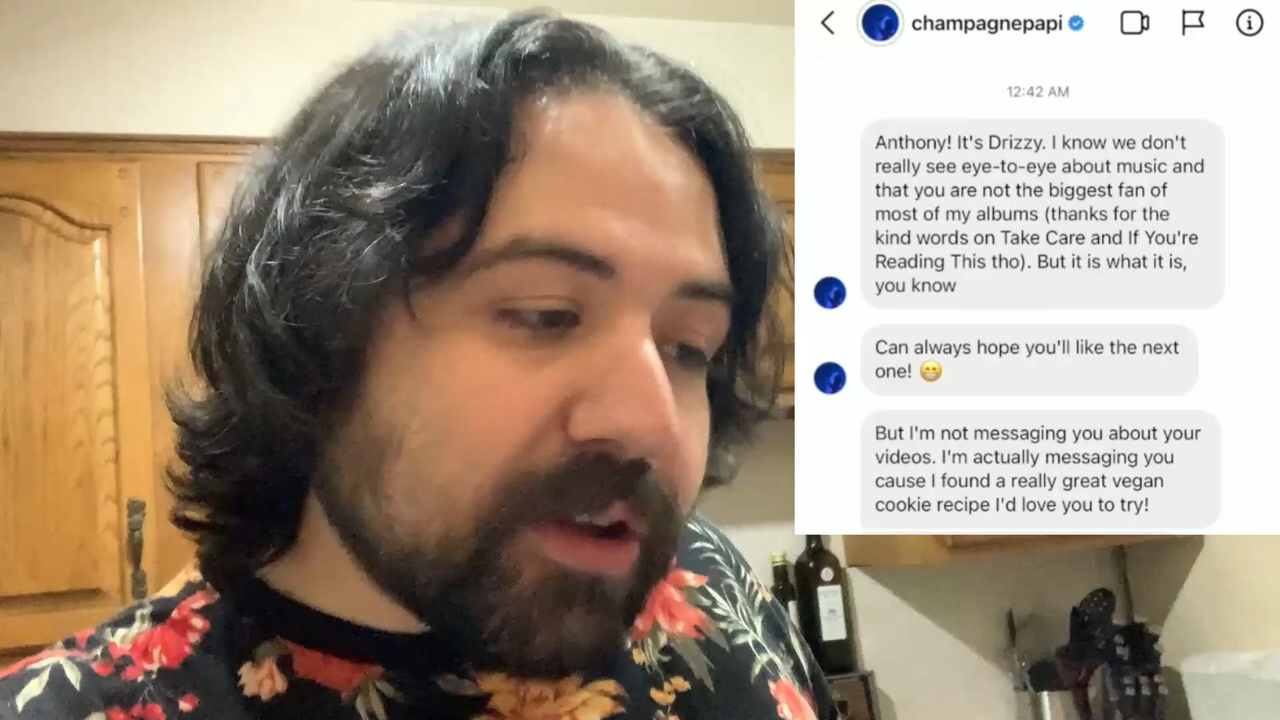 champagnepapi
12:42 AM
Anthony! It's Drizzy. I know we don't
really see eye-to-eye about music and
that you are not the biggest fan of
most of my albums (thanks for the
kind words on Take Care and If You're
Reading This tho). But it is what it is,
you know
Can always hope you'll like the next
one! 😁
But I'm not messaging you about your
videos. I'm actually messaging you
cause I found a really great vegan
cookie recipe I'd love you to try!